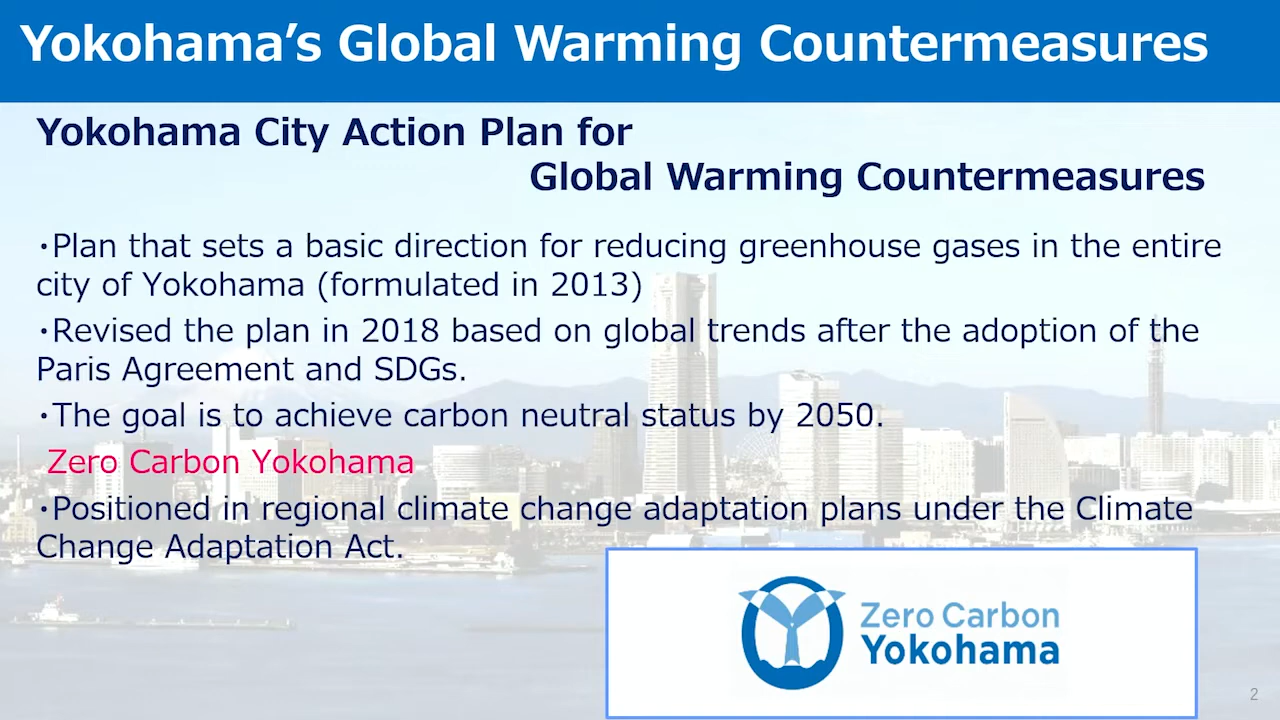 Yokohama’s Global Warming Countermeasures
Yokohama City Action Plan for
Global Warming Countermeasures
・Plan that sets a basic direction for reducing greenhouse gases in the entire
city of Yokohama (formulated in 2013)
・Revised the plan in 2018 based on global trends after the adoption of the
Paris Agreement and SDGs.
・The goal is to achieve carbon neutral status by 2050.
Zero Carbon Yokohama
・Positioned in regional climate change adaptation plans under the Climate
Change Adaptation Act.
Zero Carbon
Yokohama
2